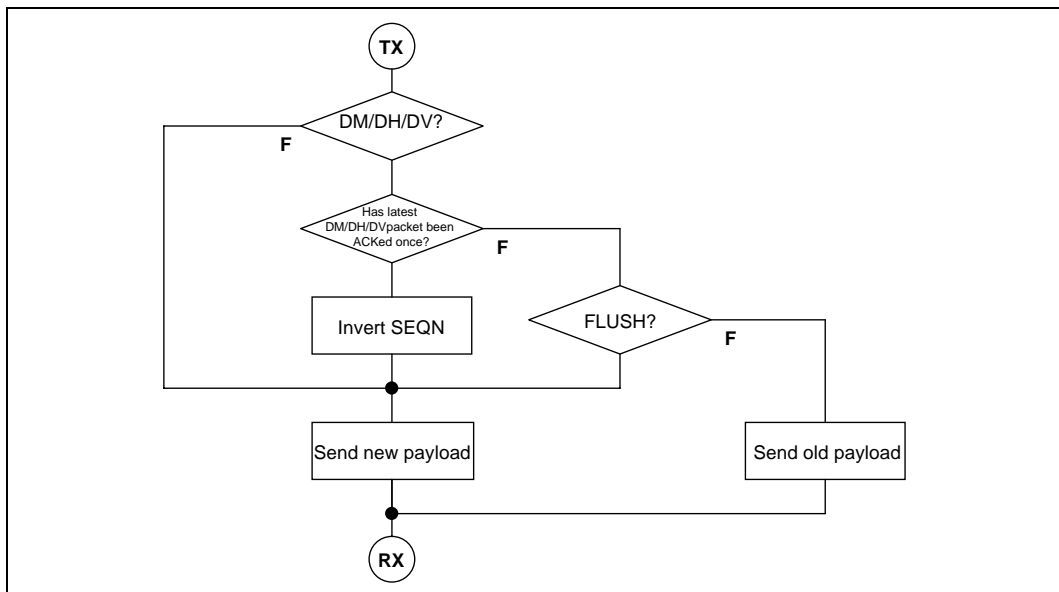 TX
DM/DH/DV?
F
Has latest
DM/DH/DVpacket been
ACKed once?
F
Invert SEQN
FLUSH?
F
Send new payload
Send old payload
RX